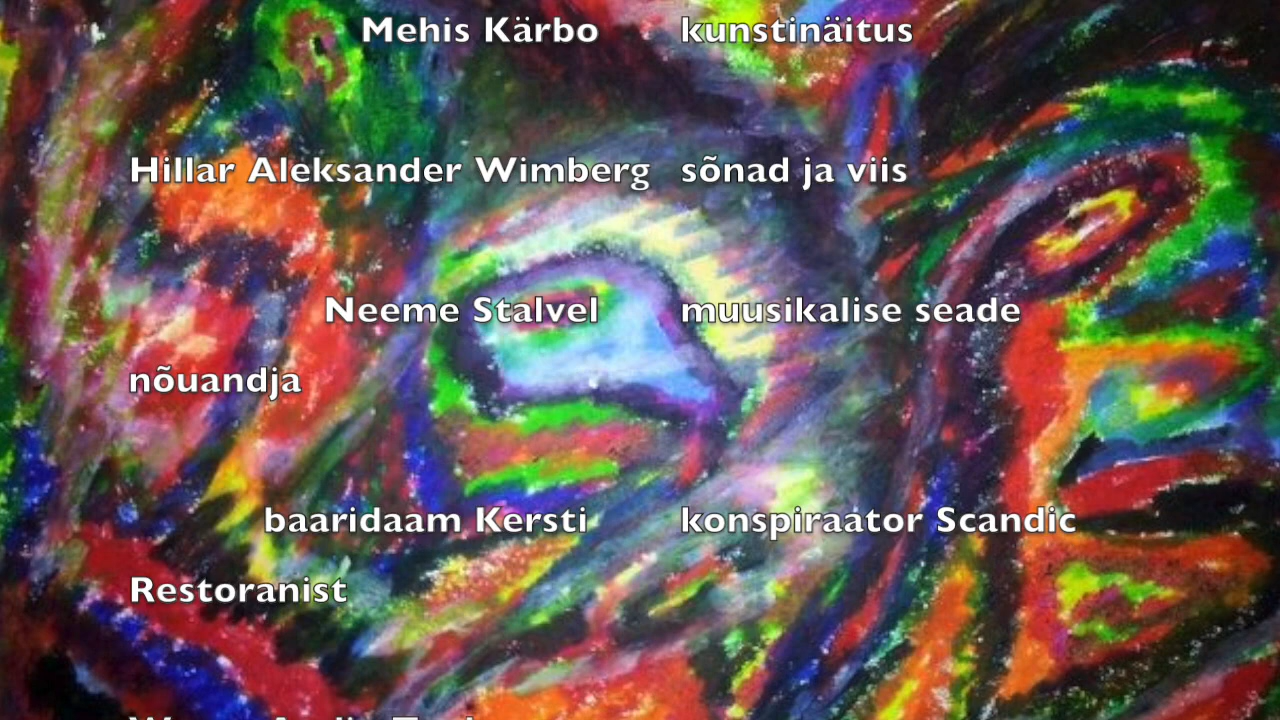 Mehis Kärbo kunstinäitus
Hillar Aleksander Wimberg sõnad ja viis
Neeme Stalvel muusikalise seade
nõuandja
baaridaam Kersti konspiraator Scandic
Restoranist